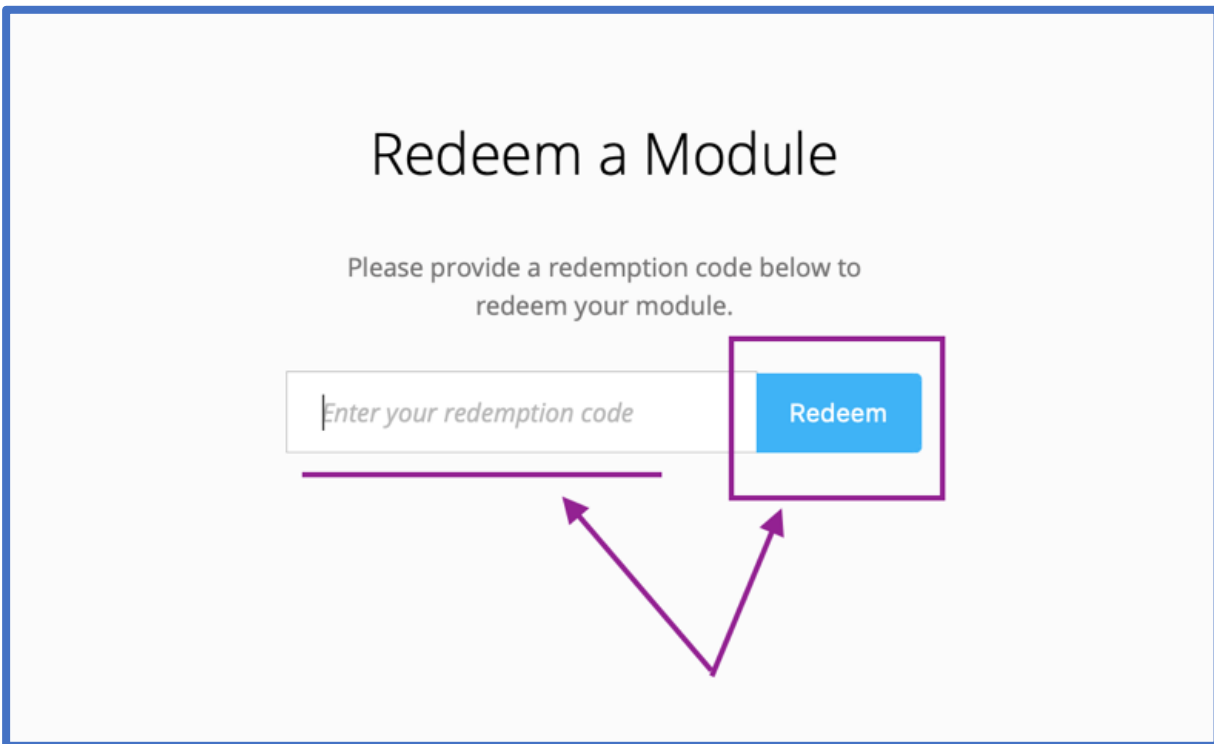 Redeem a Module
Please provide a redemption code below to
redeem your module.
Enter your redemption code
Redeem